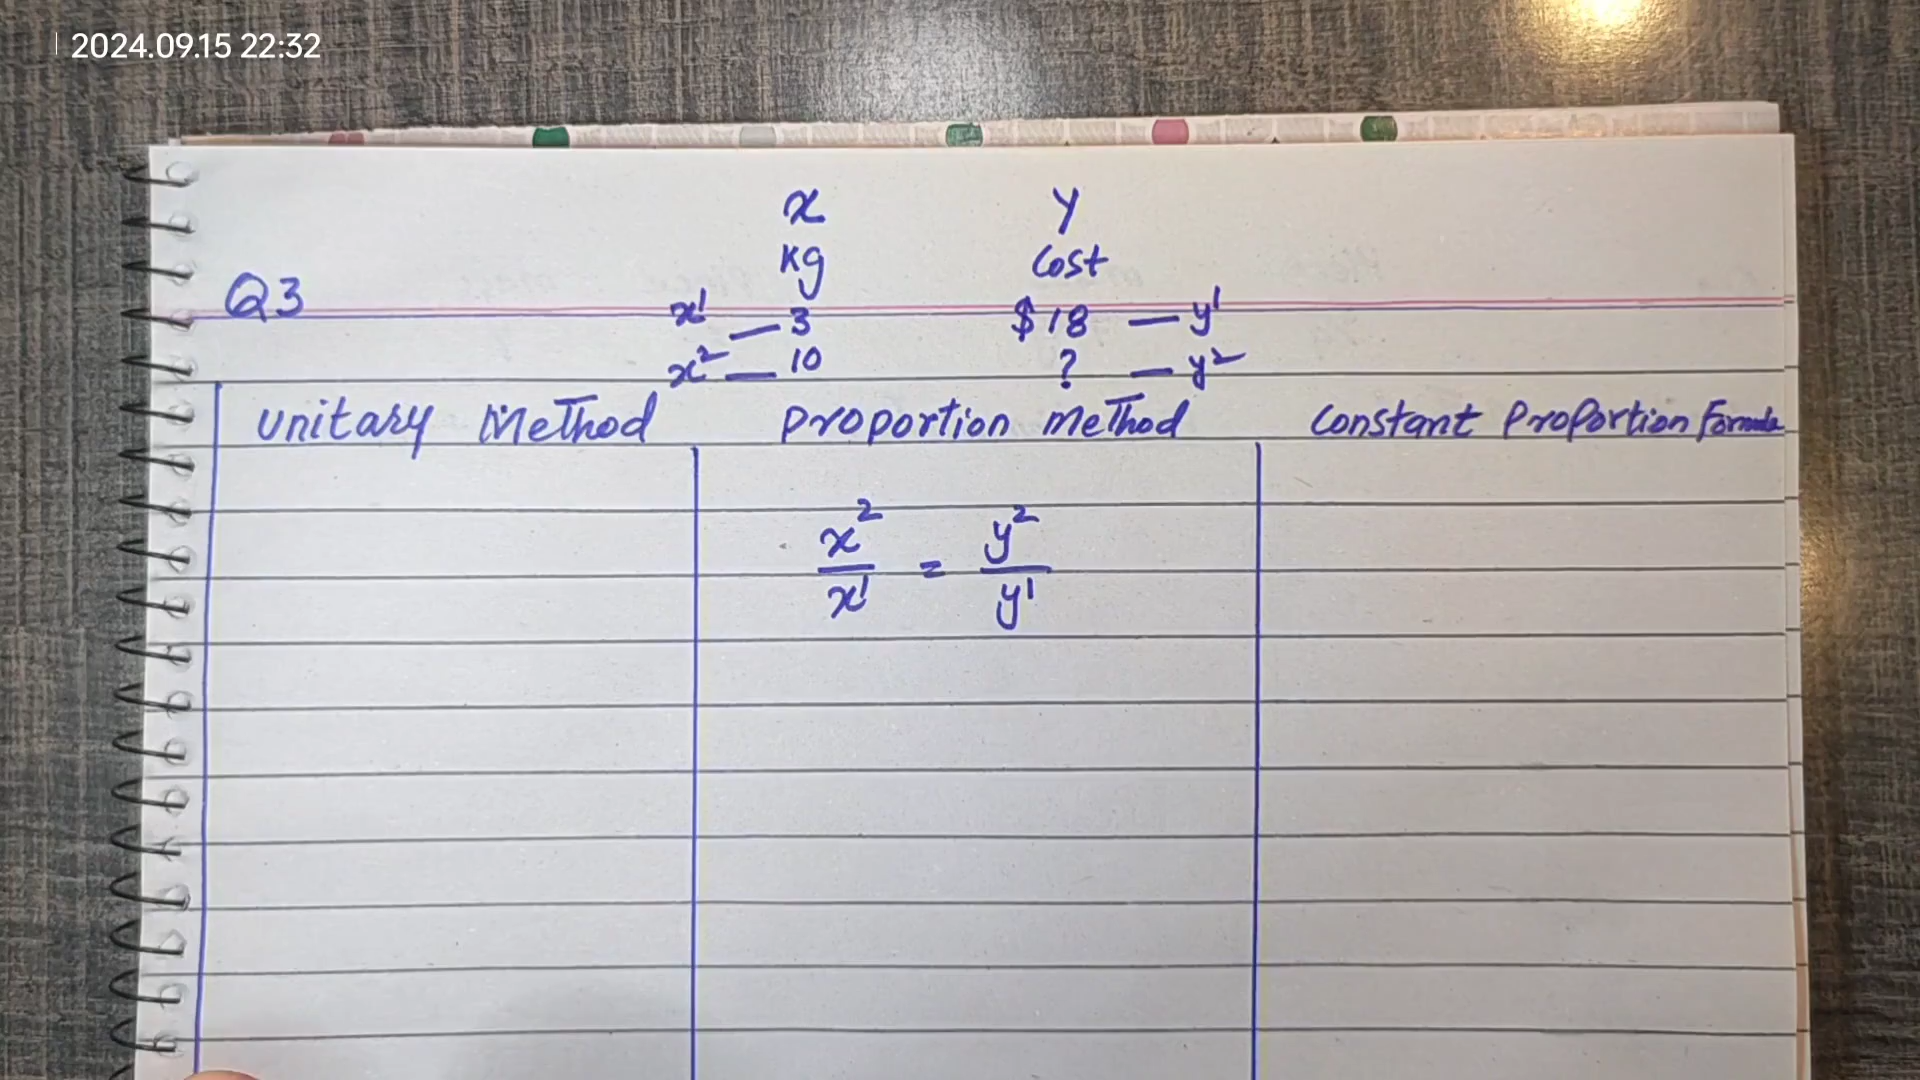 2024.09.15 22:32
x y
kg Cost
Q3
x1 — 3 $18 — y1
x2 — 10 ? — y2
Unitary Method Proportion Method Constant Proportion Formula
x2/x1 = y2/y1